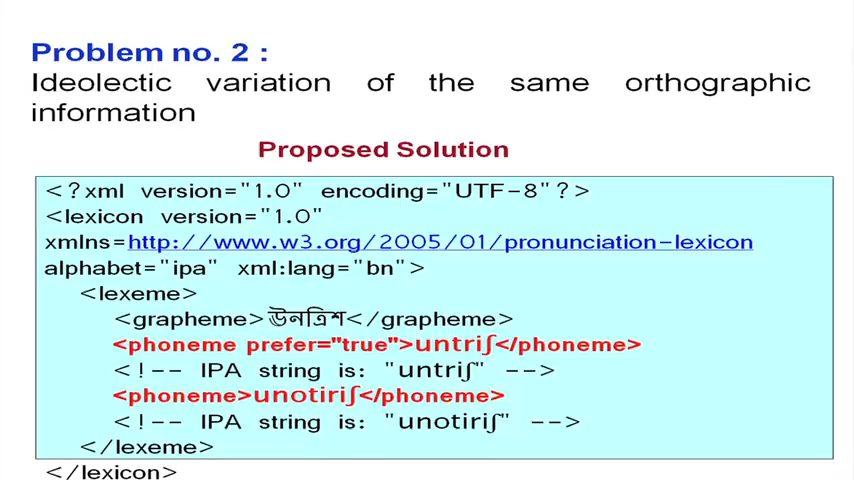 Problem no. 2 :
Ideolectic variation of the same orthographic
information
Proposed Solution
<?xml version="1.0" encoding="UTF-8"?>
<lexicon version="1.0"
xmlns=http://www.w3.org/2005/01/pronunciation-lexicon
alphabet="ipa" xml:lang="bn">
<lexeme>
<grapheme>উনত্রিশ</grapheme>
<phoneme prefer="true">untriʃ</phoneme>
<!-- IPA string is: "untriʃ" -->
<phoneme>unotiriʃ</phoneme>
<!-- IPA string is: "unotiriʃ" -->
</lexeme>
</lexicon>